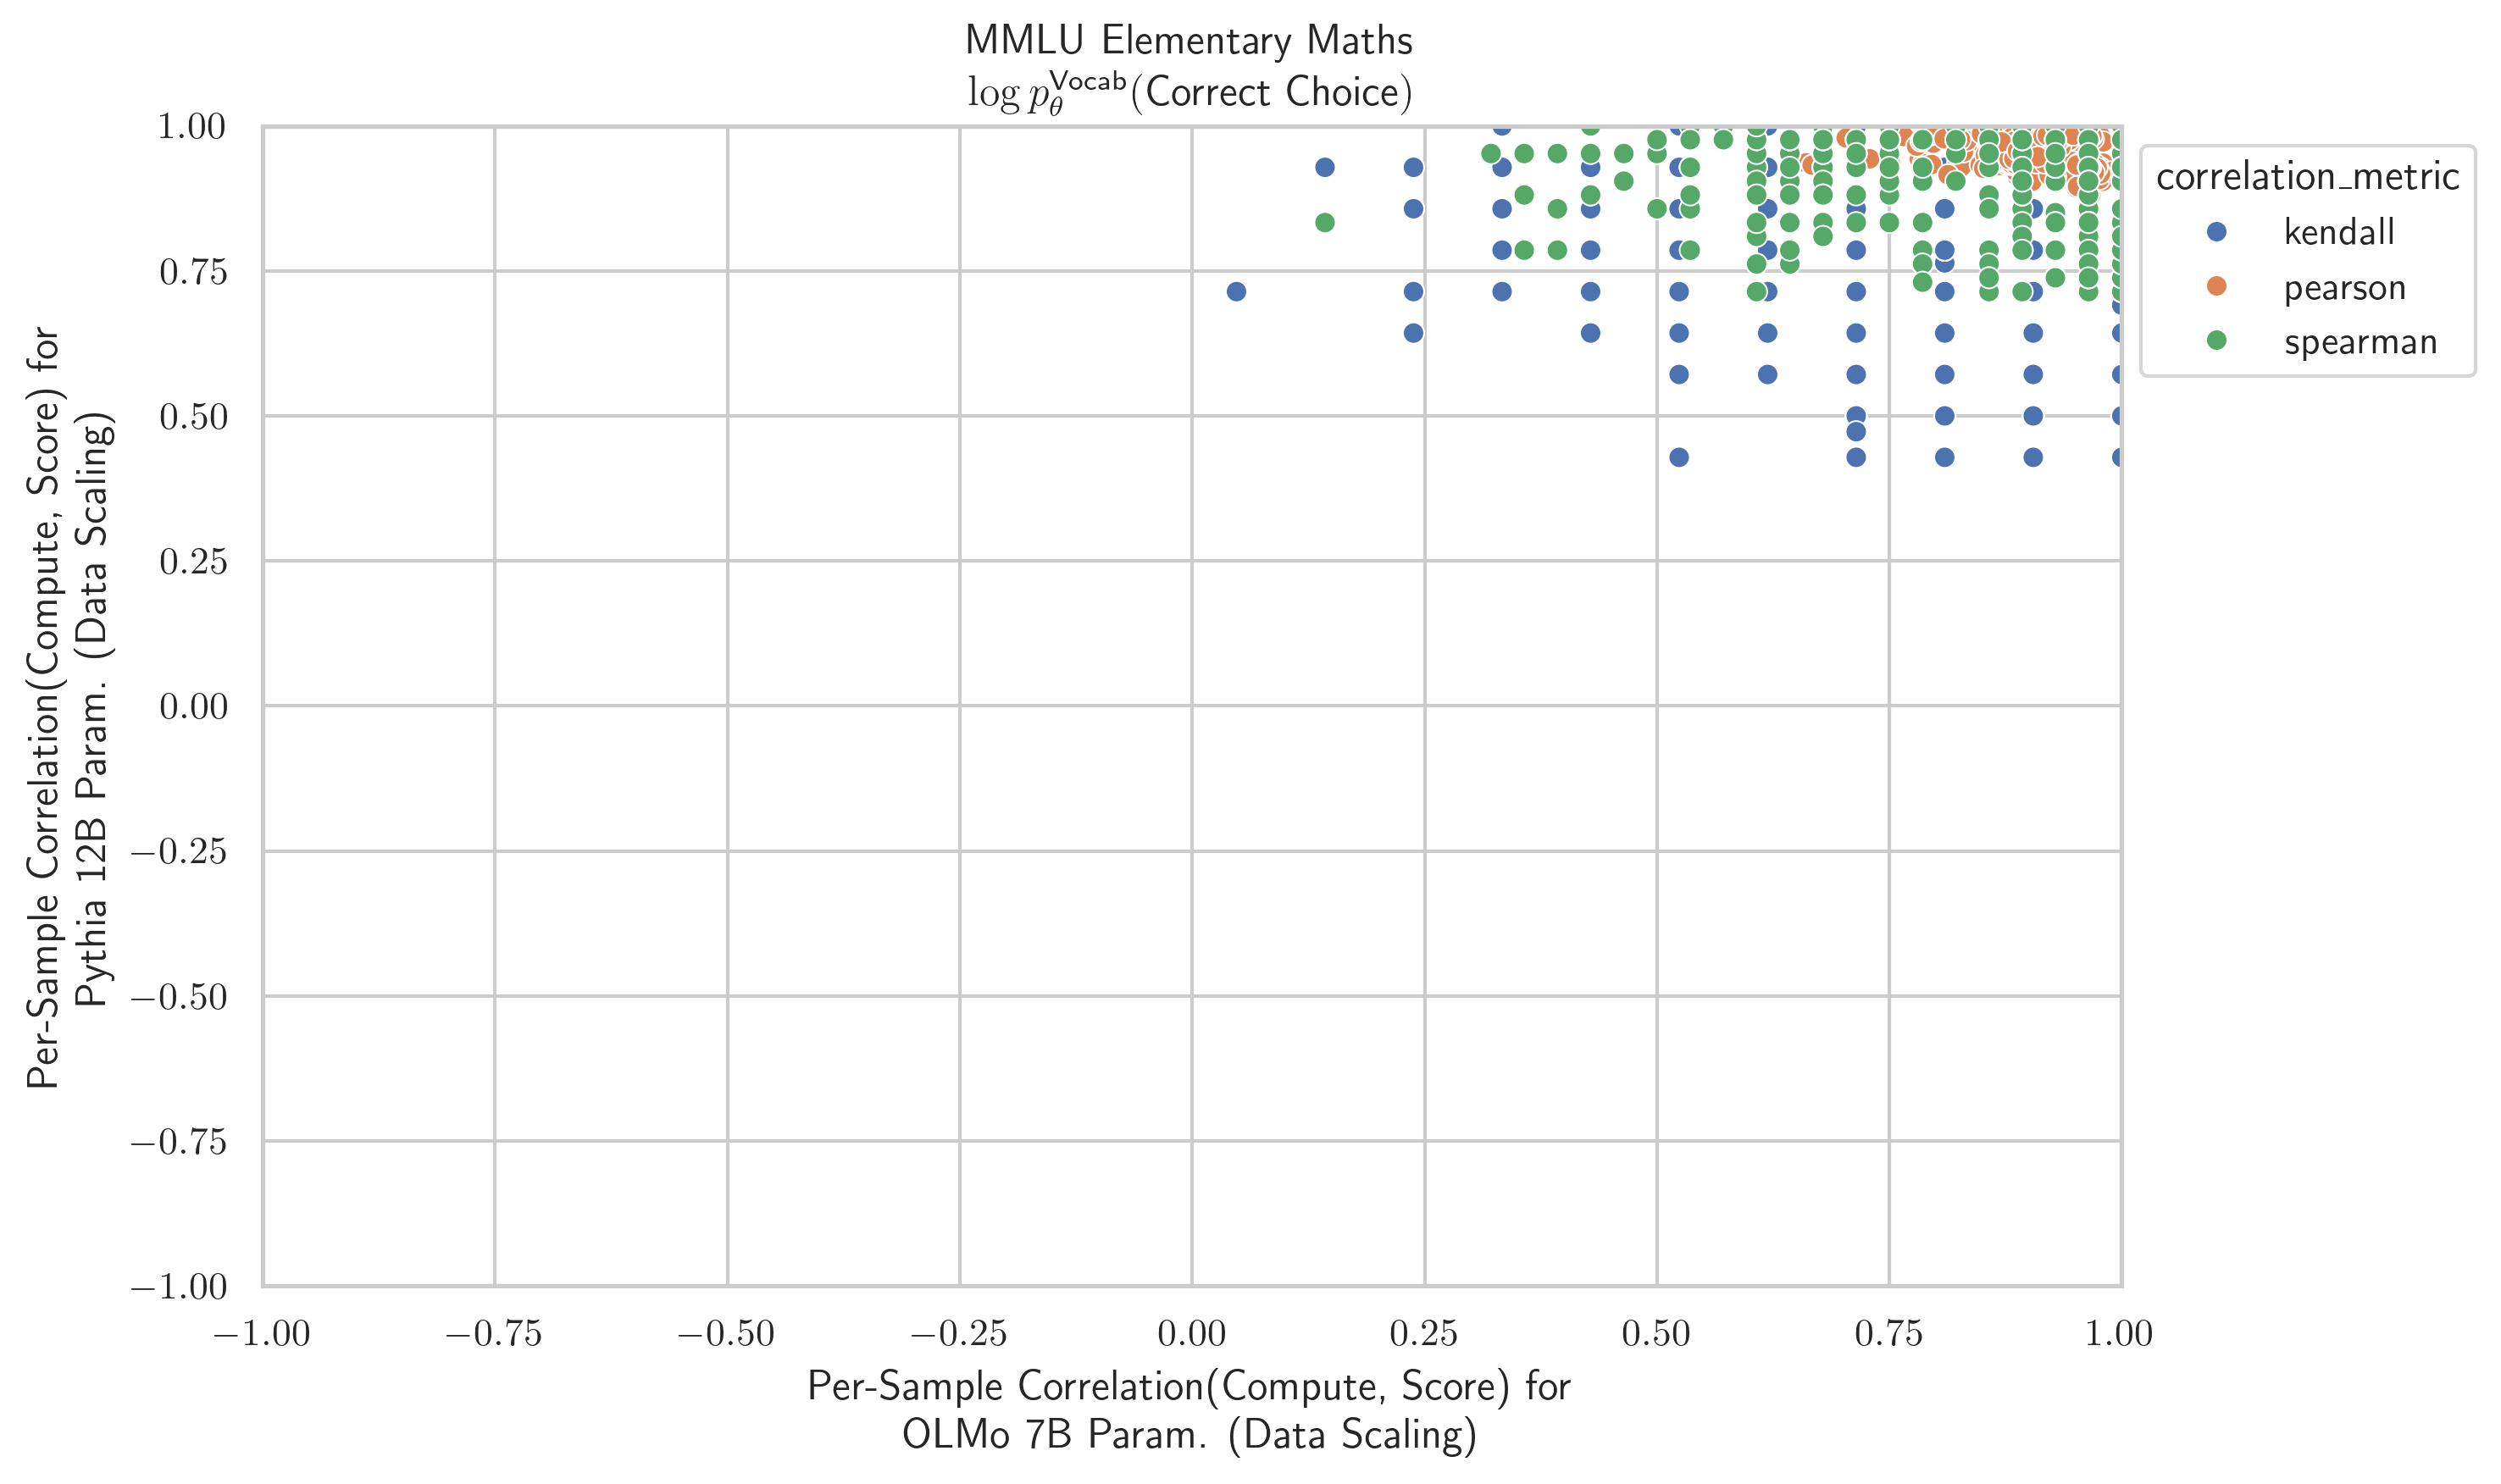 MMLU Elementary Maths
log p_θ^Vocab(Correct Choice)
1.00
0.75
0.50
0.25
0.00
−0.25
−0.50
−0.75
−1.00
Per-Sample Correlation(Compute, Score) for
Pythia 12B Param. (Data Scaling)
−1.00
−0.75
−0.50
−0.25
0.00
0.25
0.50
0.75
1.00
Per-Sample Correlation(Compute, Score) for
OLMo 7B Param. (Data Scaling)
correlation_metric
kendall
pearson
spearman